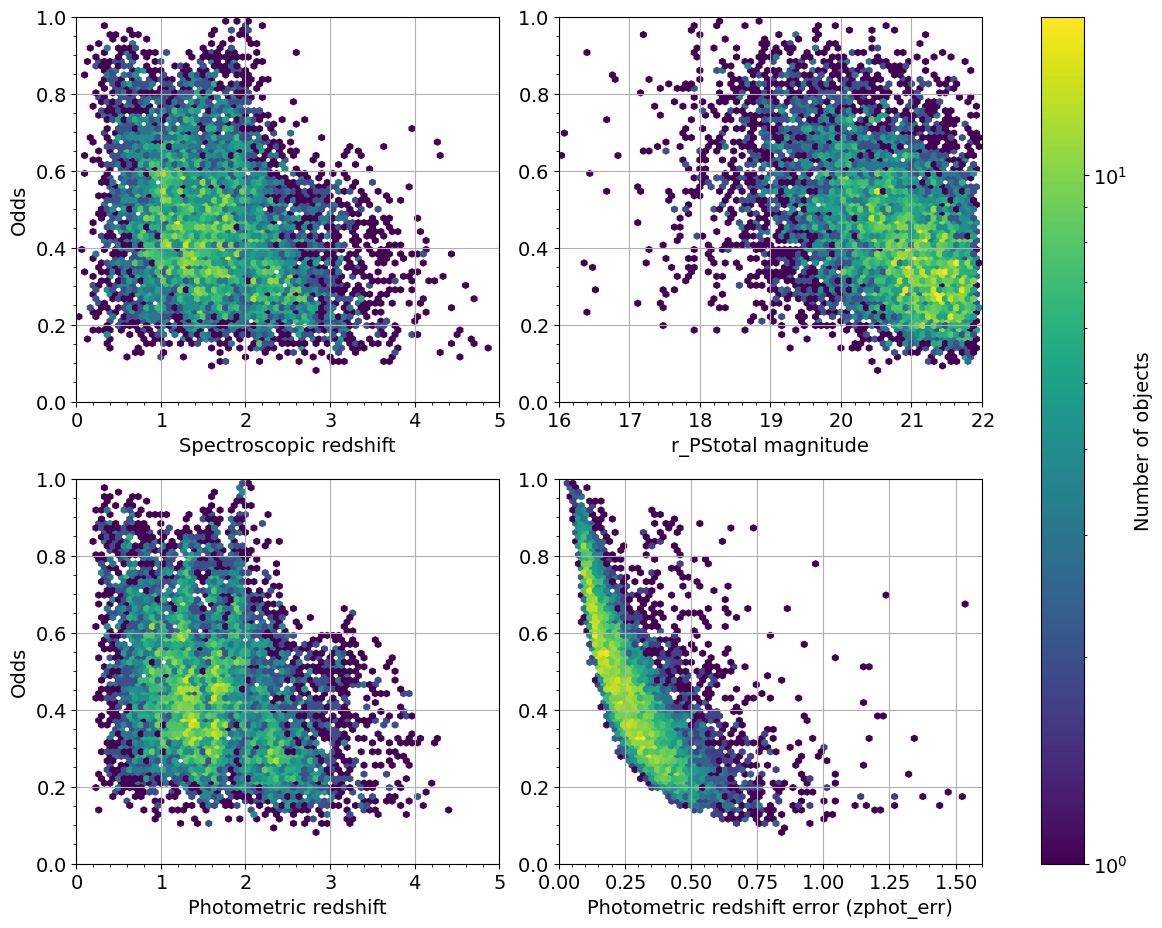 1.0
0.8
0.6
0.4
0.2
0.0
Odds
0 1 2 3 4 5
Spectroscopic redshift
1.0
0.8
0.6
0.4
0.2
0.0
16 17 18 19 20 21 22
r_PStotal magnitude
1.0
0.8
0.6
0.4
0.2
0.0
Odds
0 1 2 3 4 5
Photometric redshift
1.0
0.8
0.6
0.4
0.2
0.0
0.00 0.25 0.50 0.75 1.00 1.25 1.50
Photometric redshift error (zphot_err)
10¹
10⁰
Number of objects